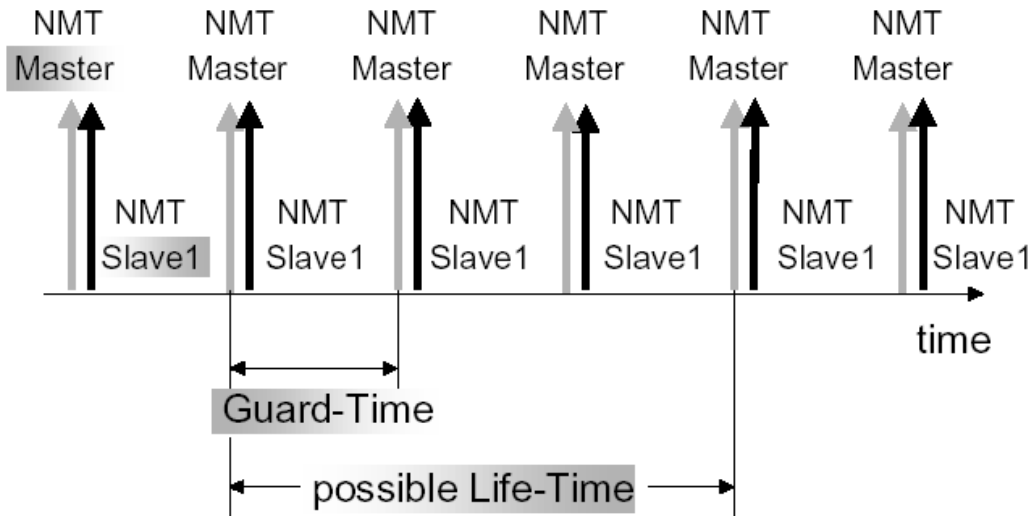 NMT NMT NMT NMT NMT NMT
Master Master Master Master Master Master
NMT NMT NMT NMT NMT NMT
Slave1 Slave1 Slave1 Slave1 Slave1 Slave1
time
Guard-Time
possible Life-Time